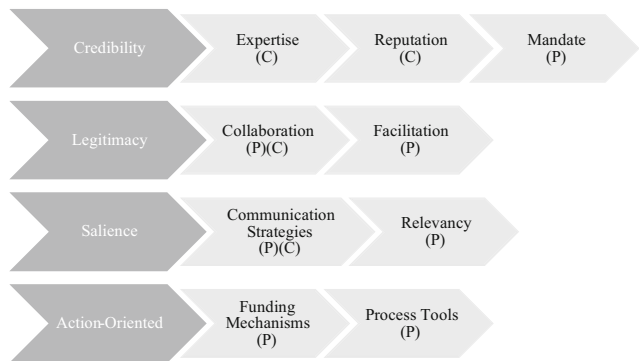 Credibility
Expertise
(C)
Reputation
(C)
Mandate
(P)
Legitimacy
Collaboration
(P)(C)
Facilitation
(P)
Salience
Communication
Strategies
(P)(C)
Relevancy
(P)
Action-Oriented
Funding
Mechanisms
(P)
Process Tools
(P)